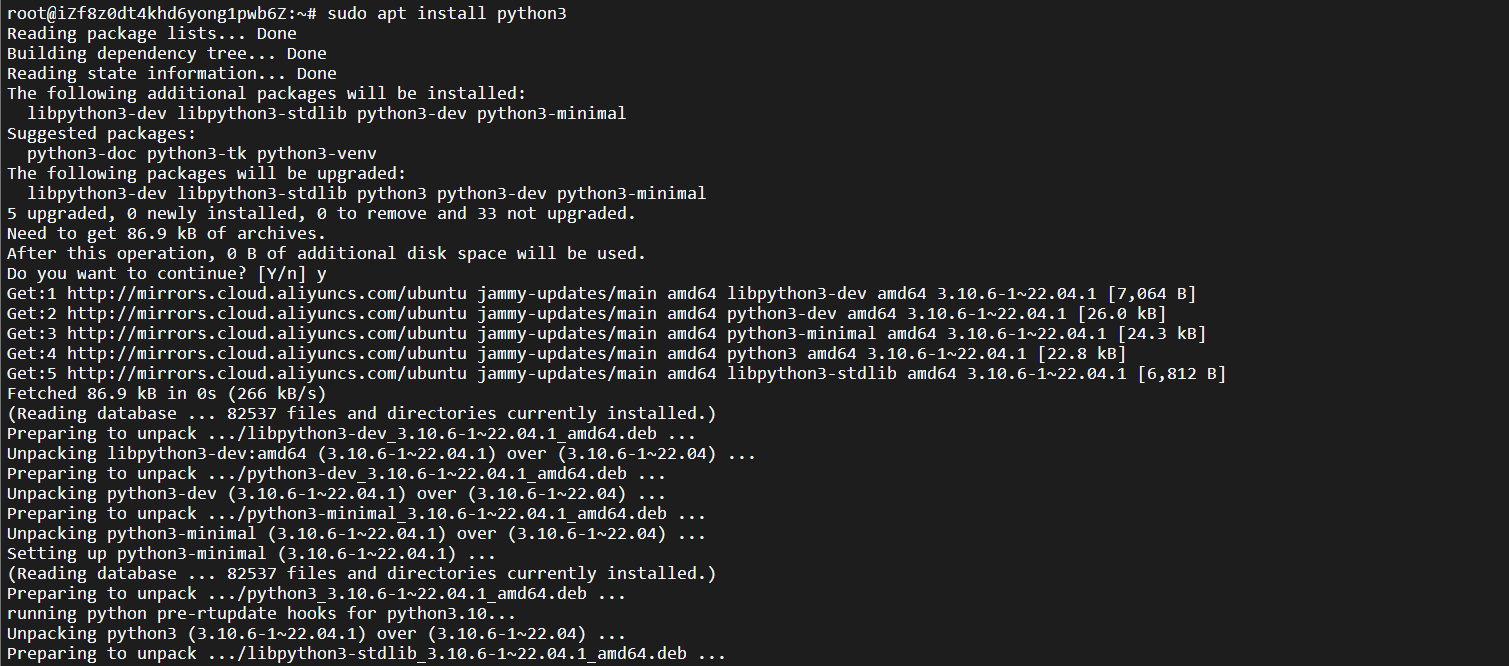 root@iZf8z0dt4khd6yong1pwb6Z:~# sudo apt install python3
Reading package lists... Done
Building dependency tree... Done
Reading state information... Done
The following additional packages will be installed:
  libpython3-dev libpython3-stdlib python3-dev python3-minimal
Suggested packages:
  python3-doc python3-tk python3-venv
The following packages will be upgraded:
  libpython3-dev libpython3-stdlib python3 python3-dev python3-minimal
5 upgraded, 0 newly installed, 0 to remove and 33 not upgraded.
Need to get 86.9 kB of archives.
After this operation, 0 B of additional disk space will be used.
Do you want to continue? [Y/n] y
Get:1 http://mirrors.cloud.aliyuncs.com/ubuntu jammy-updates/main amd64 libpython3-dev amd64 3.10.6-1~22.04.1 [7,064 B]
Get:2 http://mirrors.cloud.aliyuncs.com/ubuntu jammy-updates/main amd64 python3-dev amd64 3.10.6-1~22.04.1 [26.0 kB]
Get:3 http://mirrors.cloud.aliyuncs.com/ubuntu jammy-updates/main amd64 python3-minimal amd64 3.10.6-1~22.04.1 [24.3 kB]
Get:4 http://mirrors.cloud.aliyuncs.com/ubuntu jammy-updates/main amd64 python3 amd64 3.10.6-1~22.04.1 [22.8 kB]
Get:5 http://mirrors.cloud.aliyuncs.com/ubuntu jammy-updates/main amd64 libpython3-stdlib amd64 3.10.6-1~22.04.1 [6,812 B]
Fetched 86.9 kB in 0s (266 kB/s)
(Reading database ... 82537 files and directories currently installed.)
Preparing to unpack .../libpython3-dev_3.10.6-1~22.04.1_amd64.deb ...
Unpacking libpython3-dev:amd64 (3.10.6-1~22.04.1) over (3.10.6-1~22.04) ...
Preparing to unpack .../python3-dev_3.10.6-1~22.04.1_amd64.deb ...
Unpacking python3-dev (3.10.6-1~22.04.1) over (3.10.6-1~22.04) ...
Preparing to unpack .../python3-minimal_3.10.6-1~22.04.1_amd64.deb ...
Unpacking python3-minimal (3.10.6-1~22.04.1) over (3.10.6-1~22.04) ...
Setting up python3-minimal (3.10.6-1~22.04.1) ...
(Reading database ... 82537 files and directories currently installed.)
Preparing to unpack .../python3_3.10.6-1~22.04.1_amd64.deb ...
running python pre-rtupdate hooks for python3.10...
Unpacking python3 (3.10.6-1~22.04.1) over (3.10.6-1~22.04) ...
Preparing to unpack .../libpython3-stdlib_3.10.6-1~22.04.1_amd64.deb ...